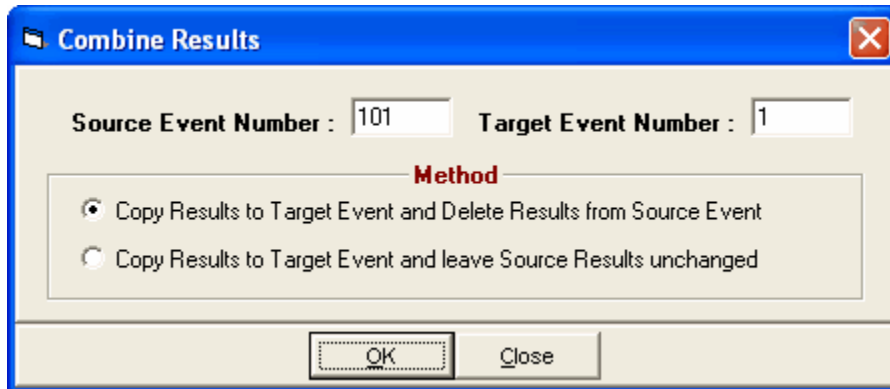 Combine Results
Source Event Number : 101 Target Event Number : 1
Method
Copy Results to Target Event and Delete Results from Source Event
Copy Results to Target Event and leave Source Results unchanged
OK Close